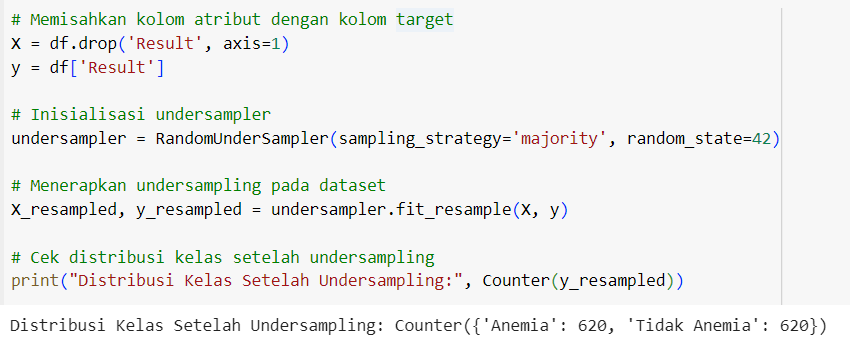 # Memisahkan kolom atribut dengan kolom target
X = df.drop('Result', axis=1)
y = df['Result']
# Inisialisasi undersampler
undersampler = RandomUnderSampler(sampling_strategy='majority', random_state=42)
# Menerapkan undersampling pada dataset
X_resampled, y_resampled = undersampler.fit_resample(X, y)
# Cek distribusi kelas setelah undersampling
print("Distribusi Kelas Setelah Undersampling:", Counter(y_resampled))
Distribusi Kelas Setelah Undersampling: Counter({'Anemia': 620, 'Tidak Anemia': 620})